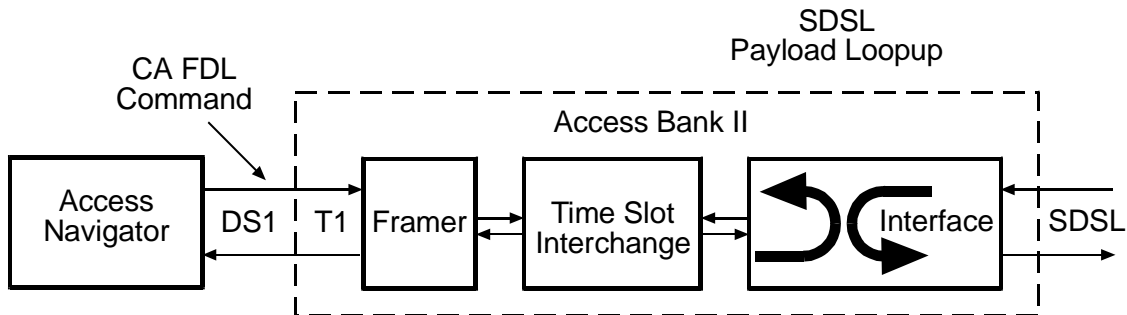 SDSL
Payload Loopup
CA FDL
Command
Access Bank II
Access
Navigator
DS1
T1
Framer
Time Slot
Interchange
Interface
SDSL